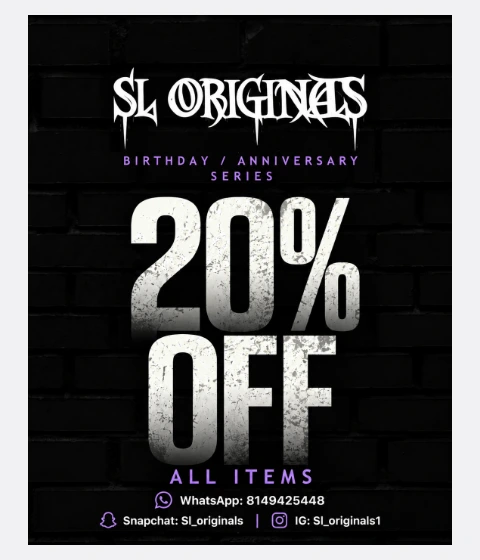 SL ORIGINALS
BIRTHDAY / ANNIVERSARY
SERIES
20%
OFF
ALL ITEMS
WhatsApp: 8149425448
Snapchat: Sl_originals | IG: Sl_originals1